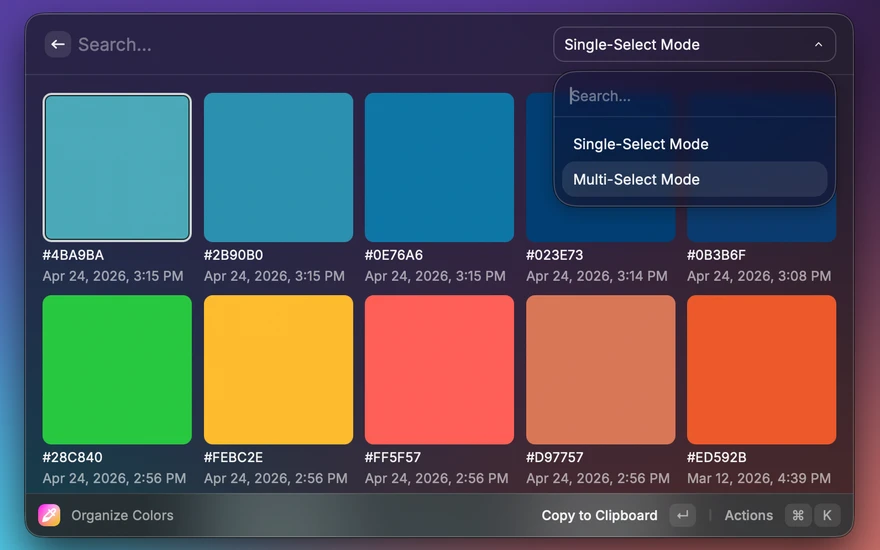 Search...
Single-Select Mode
Search...
Single-Select Mode
Multi-Select Mode
#4BA9BA
#2B90B0
#0E76A6
#023E73
#0B3B6F
Apr 24, 2026, 3:15 PM
Apr 24, 2026, 3:15 PM
Apr 24, 2026, 3:15 PM
Apr 24, 2026, 3:14 PM
Apr 24, 2026, 3:08 PM
#28C840
#FEBC2E
#FF5F57
#D97757
#ED592B
Apr 24, 2026, 2:56 PM
Apr 24, 2026, 2:56 PM
Apr 24, 2026, 2:56 PM
Apr 24, 2026, 2:56 PM
Mar 12, 2026, 4:39 PM
Organize Colors
Copy to Clipboard ↵
Actions ⌘ K